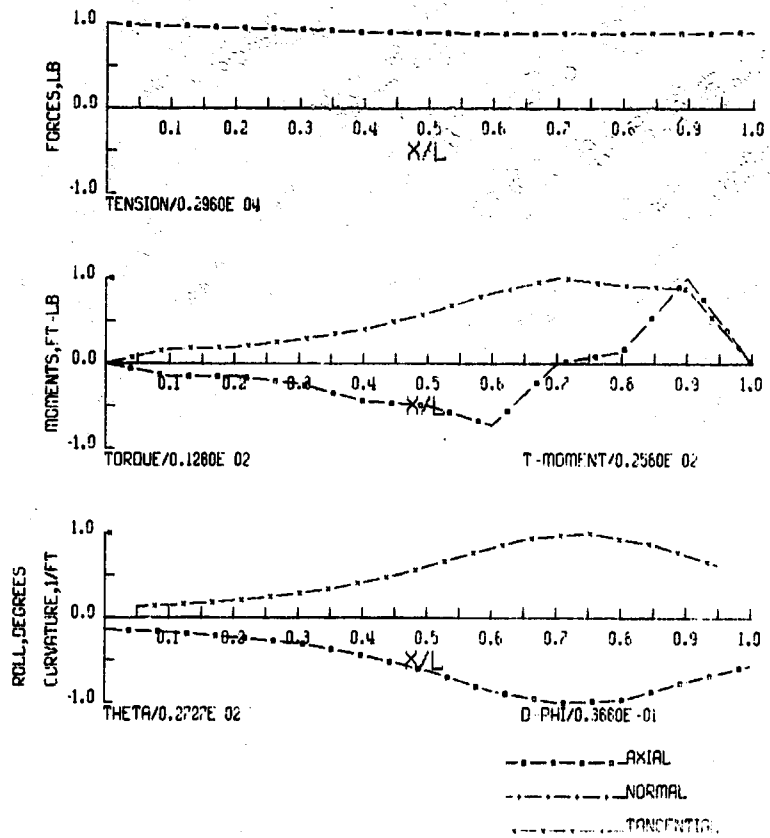 FORCES,LB
1.0
0.0
-1.0
0.1 0.2 0.3 0.4 0.5 0.6 0.7 0.8 0.9 1.0
X/L
TENSION/0.2960E 04
MOMENTS,FT-LB
1.0
0.0
-1.0
0.1 0.2 0.3 0.4 0.5 0.6 0.7 0.8 0.9 1.0
X/L
TORQUE/0.1280E 02 T-MOMENT/0.2560E 02
ROLL,DEGREES
CURVATURE,1/FT
1.0
0.0
-1.0
0.1 0.2 0.3 0.4 0.5 0.6 0.7 0.8 0.9 1.0
X/L
THETA/0.2727E 02 D-PHI/0.3660E-01
AXIAL
NORMAL
TANGENTIAL